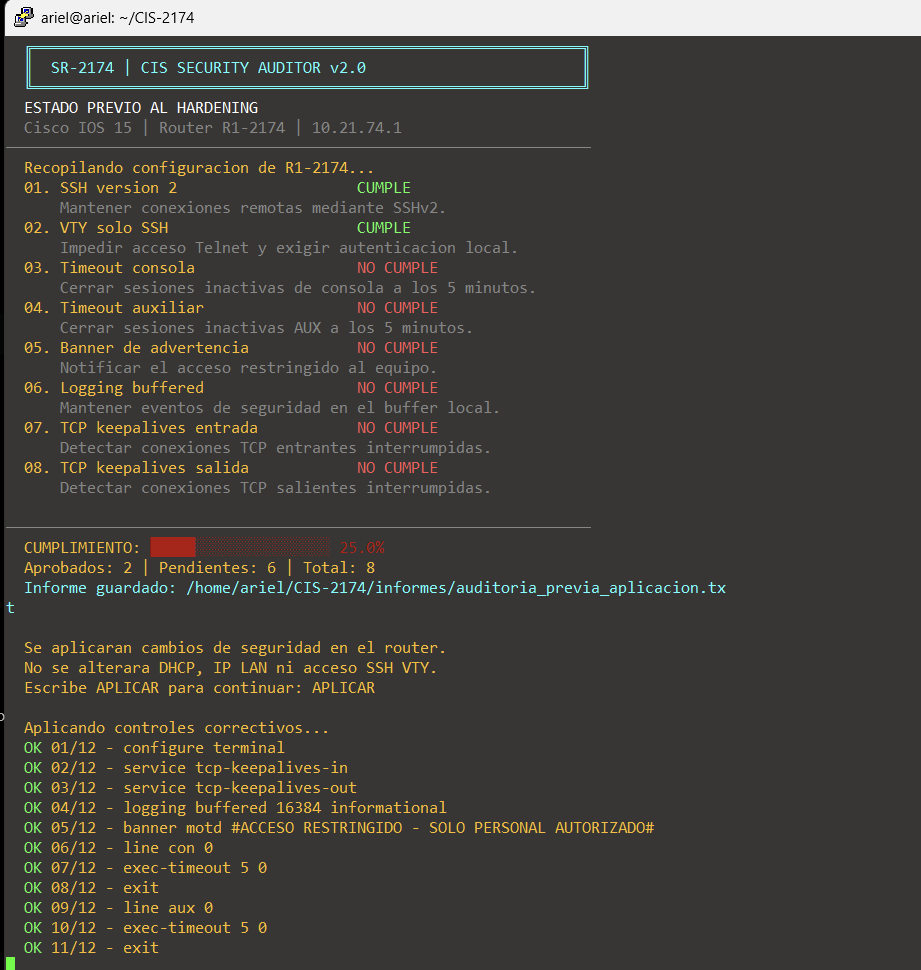 ariel@ariel: ~/CIS-2174
SR-2174 | CIS SECURITY AUDITOR v2.0
ESTADO PREVIO AL HARDENING
Cisco IOS 15 | Router R1-2174 | 10.21.74.1
Recopilando configuracion de R1-2174...
01. SSH version 2 CUMPLE
Mantener conexiones remotas mediante SSHv2.
02. VTY solo SSH CUMPLE
Impedir acceso Telnet y exigir autenticacion local.
03. Timeout consola NO CUMPLE
Cerrar sesiones inactivas de consola a los 5 minutos.
04. Timeout auxiliar NO CUMPLE
Cerrar sesiones inactivas AUX a los 5 minutos.
05. Banner de advertencia NO CUMPLE
Notificar el acceso restringido al equipo.
06. Logging buffered NO CUMPLE
Mantener eventos de seguridad en el buffer local.
07. TCP keepalives entrada NO CUMPLE
Detectar conexiones TCP entrantes interrumpidas.
08. TCP keepalives salida NO CUMPLE
Detectar conexiones TCP salientes interrumpidas.
CUMPLIMIENTO: 25.0%
Aprobados: 2 | Pendientes: 6 | Total: 8
Informe guardado: /home/ariel/CIS-2174/informes/auditoria_previa_aplicacion.tx
t
Se aplicaran cambios de seguridad en el router.
No se alterara DHCP, IP LAN ni acceso SSH VTY.
Escribe APLICAR para continuar: APLICAR
Aplicando controles correctivos...
OK 01/12 - configure terminal
OK 02/12 - service tcp-keepalives-in
OK 03/12 - service tcp-keepalives-out
OK 04/12 - logging buffered 16384 informational
OK 05/12 - banner motd #ACCESO RESTRINGIDO - SOLO PERSONAL AUTORIZADO#
OK 06/12 - line con 0
OK 07/12 - exec-timeout 5 0
OK 08/12 - exit
OK 09/12 - line aux 0
OK 10/12 - exec-timeout 5 0
OK 11/12 - exit